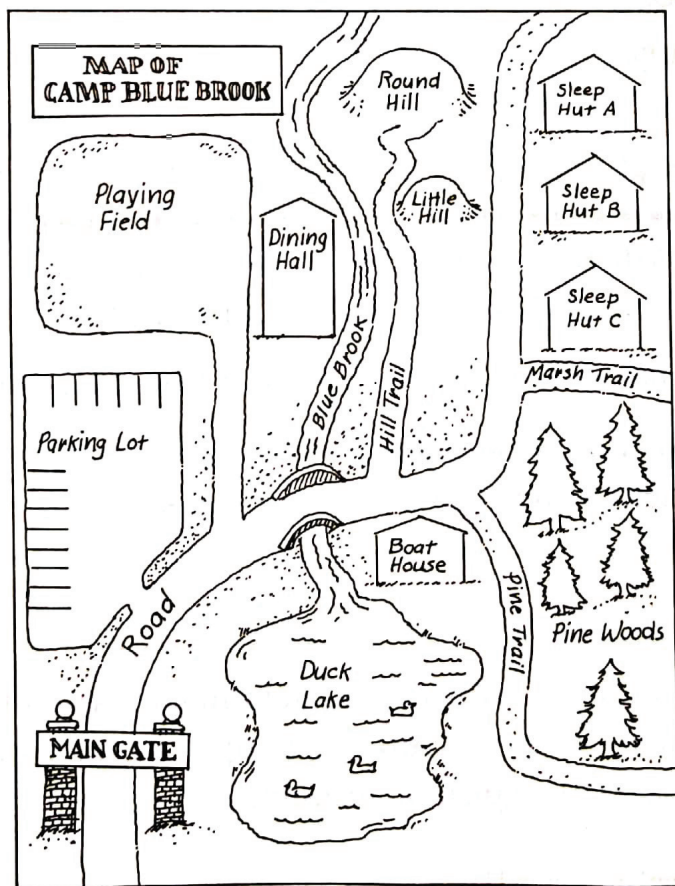 MAP OF
CAMP BLUE BROOK
Round
Hill
Sleep
Hut A
Playing
Field
Little
Hill
Sleep
Hut B
Dining
Hall
Sleep
Hut C
Blue Brook
Hill Trail
Marsh Trail
Parking Lot
Boat
House
Road
Pine Trail
Pine Woods
Duck
Lake
MAIN GATE